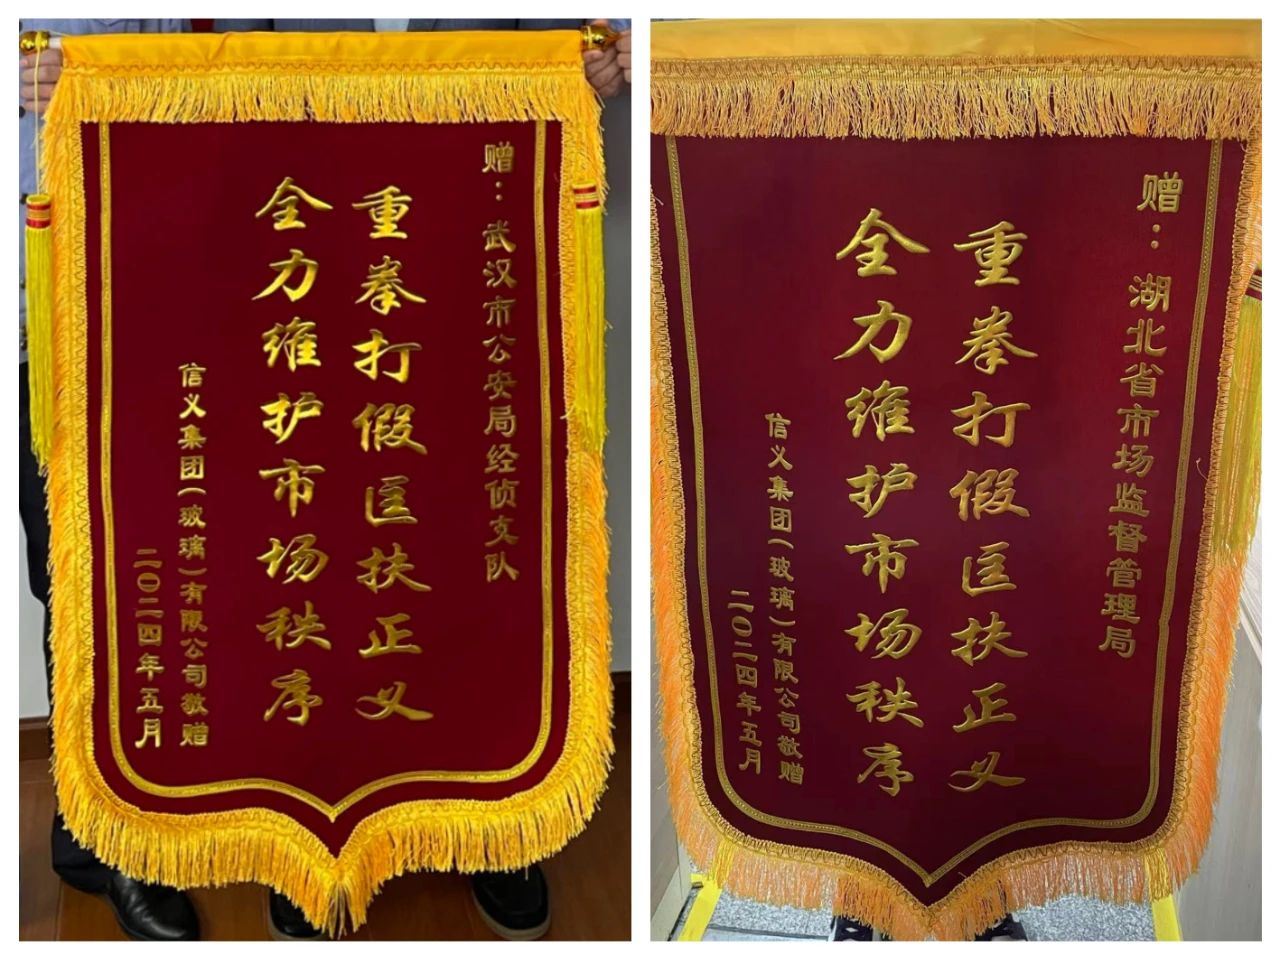 赠：武汉市公安局经侦支队
重拳打假匡扶正义
全力维护市场秩序
信义集团(玻璃)有限公司敬赠
二〇二四年五月
赠：湖北省市场监督管理局
重拳打假匡扶正义
全力维护市场秩序
信义集团(玻璃)有限公司敬赠
二〇二四年五月